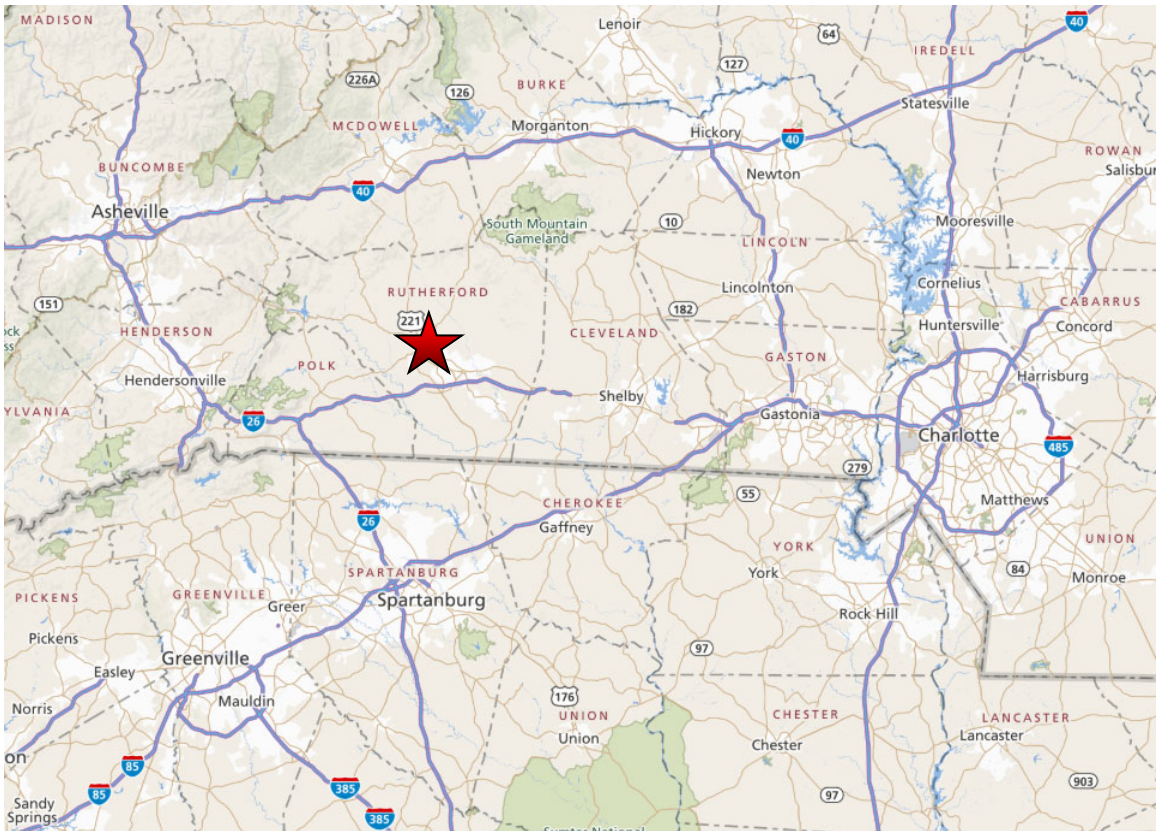 MADISON
Lenoir
64
IREDELL
40
226A
126
BURKE
127
Statesville
MCDOWELL
Morganton
Hickory
40
ROWAN
BUNCOMBE
40
Newton
Salisbur
Asheville
South Mountain
Gameland
10
Mooresville
LINCOLN
RUTHERFORD
Lincolnton
Cornelius
151
182
CABARRUS
HENDERSON
221
CLEVELAND
Huntersville
Concord
POLK
GASTON
Hendersonville
Harrisburg
Shelby
YLVANIA
26
Gastonia
Charlotte
485
279
CHEROKEE
55
Matthews
26
Gaffney
YORK
UNION
SPARTANBURG
84
York
Monroe
PICKENS
GREENVILLE
Greer
Spartanburg
Rock Hill
Pickens
97
Greenville
Easley
176
Norris
Mauldin
UNION
CHESTER
LANCASTER
Union
Chester
Lancaster
on
85
903
385
97
Sandy
Springs
85
385
Sumter National